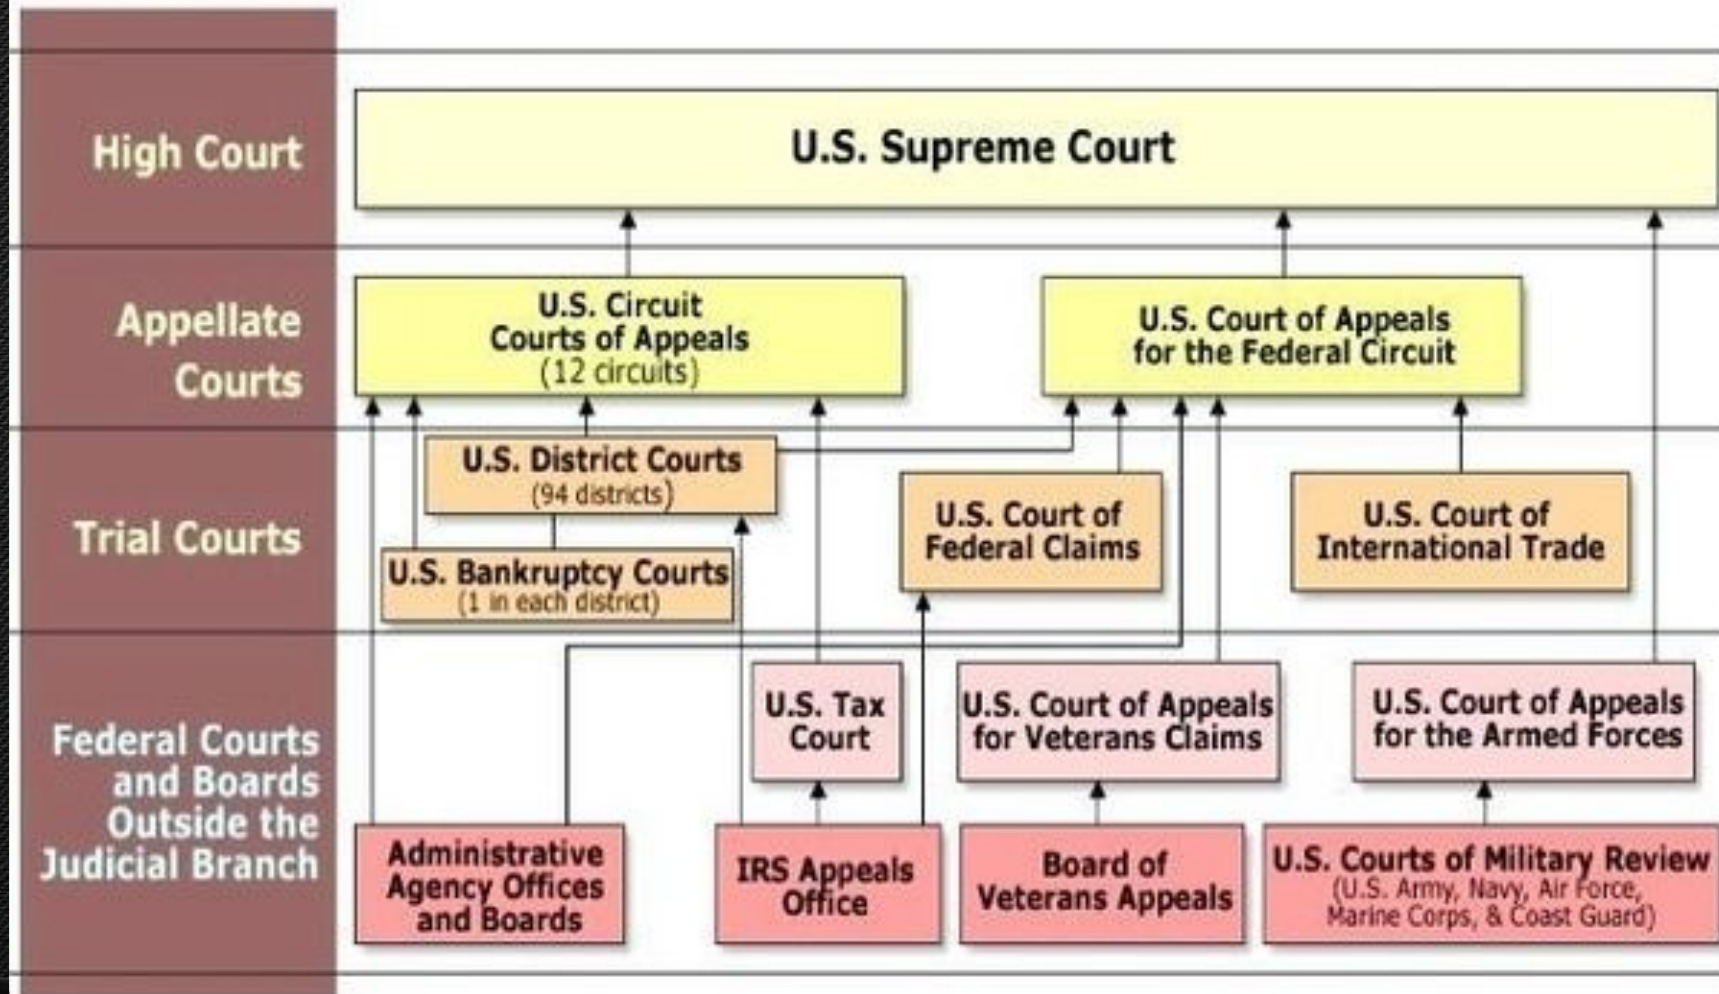 High Court
U.S. Supreme Court
Appellate
Courts
U.S. Circuit
Courts of Appeals
(12 circuits)
U.S. Court of Appeals
for the Federal Circuit
Trial Courts
U.S. District Courts
(94 districts)
U.S. Bankruptcy Courts
(1 in each district)
U.S. Court of
Federal Claims
U.S. Court of
International Trade
Federal Courts
and Boards
Outside the
Judicial Branch
U.S. Tax
Court
U.S. Court of Appeals
for Veterans Claims
U.S. Court of Appeals
for the Armed Forces
Administrative
Agency Offices
and Boards
IRS Appeals
Office
Board of
Veterans Appeals
U.S. Courts of Military Review
(U.S. Army, Navy, Air Force,
Marine Corps, & Coast Guard)